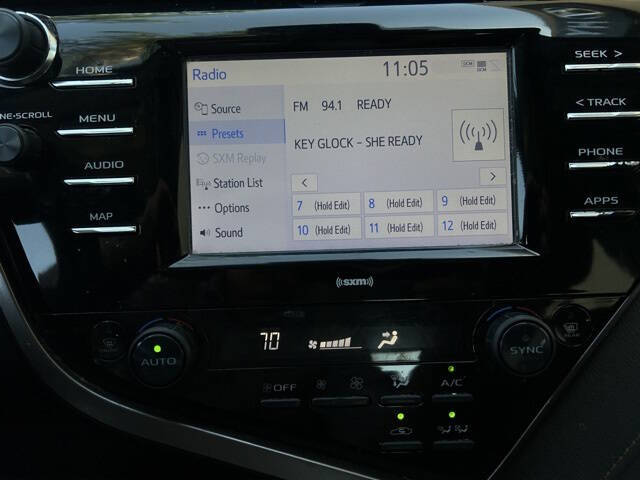 HOME
MENU
AUDIO
MAP
Radio
11:05
DCM
Source
FM 94.1 READY
Presets
KEY GLOCK - SHE READY
SXM Replay
Station List
< >
Options
7 (Hold Edit) 8 (Hold Edit) 9 (Hold Edit)
Sound
10 (Hold Edit) 11 (Hold Edit) 12 (Hold Edit)
SEEK >
< TRACK
PHONE
APPS
((sxm))
70
AUTO
SYNC
OFF
A/C
REAR